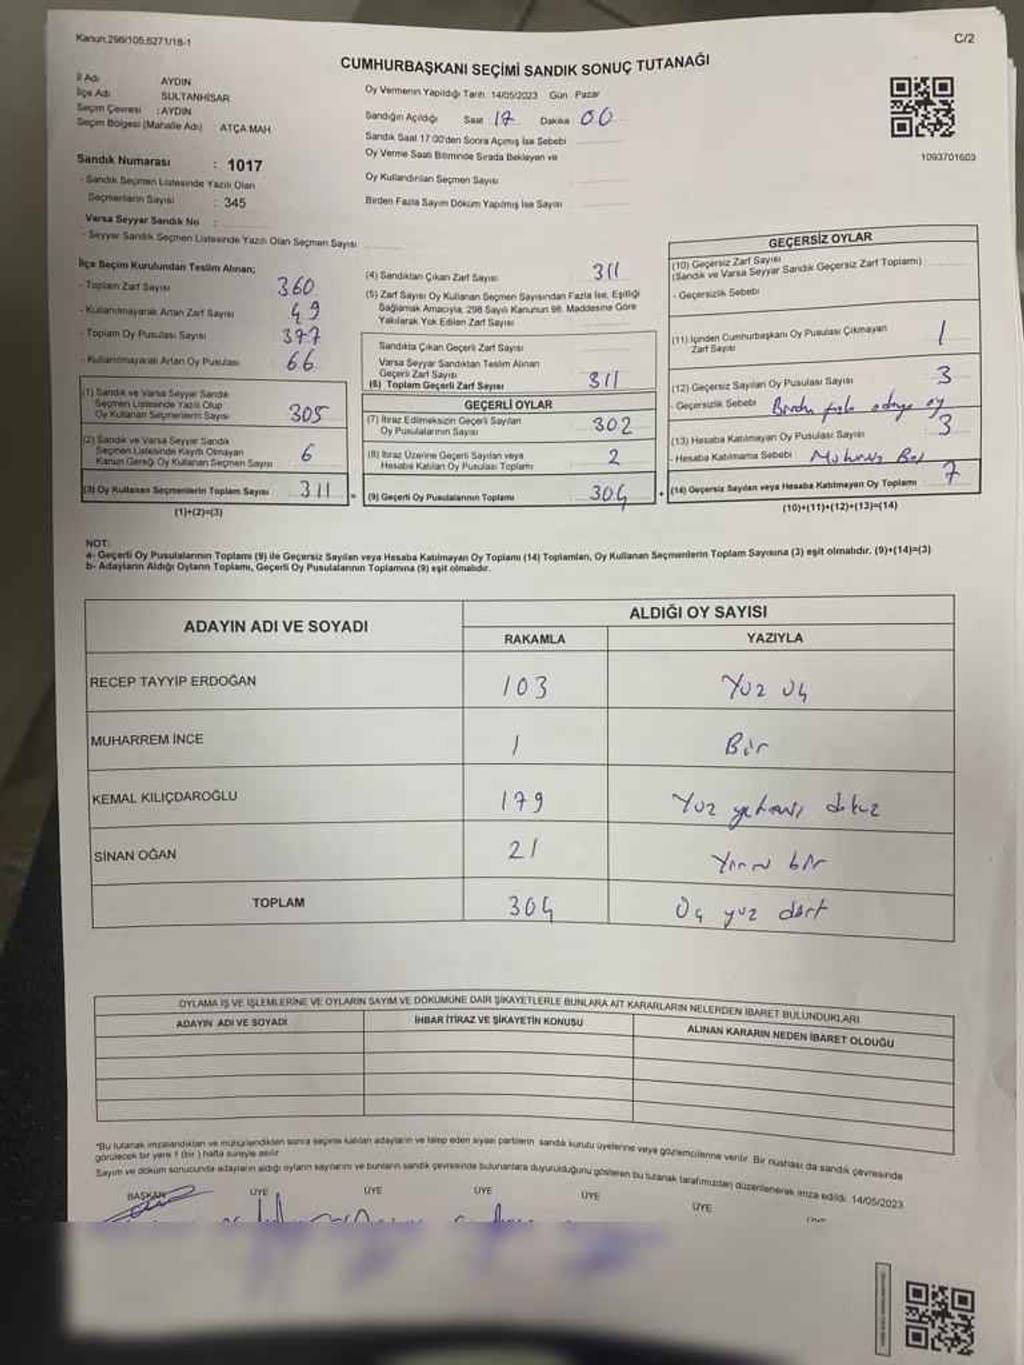 Kanun:298/105,6271/18-1
C/2
CUMHURBAŞKANI SEÇİMİ SANDIK SONUÇ TUTANAĞI
İl Adı AYDIN
İlçe Adı SULTANHİSAR
Seçim Çevresi : AYDIN
Seçim Bölgesi (Mahalle Adı) : ATÇA MAH
Sandık Numarası : 1017
- Sandık Seçmen Listesinde Yazılı Olan
Seçmenlerin Sayısı : 345
Varsa Seyyar Sandık No :
- Seyyar Sandık Seçmen Listesinde Yazılı Olan Seçmen Sayısı
Oy Vermenin Yapıldığı Tarih: 14/05/2023 Gün : Pazar
Sandığın Açıldığı Saat 17 Dakika 00
Sandık Saat 17:00'den Sonra Açılmış İse Sebebi
Oy Verme Saati Bitiminde Sırada Bekleyen ve
Oy Kullandırılan Seçmen Sayısı
Birden Fazla Sayım Döküm Yapılmış İse Sayısı
1093701603
İlçe Seçim Kurulundan Teslim Alınan;
- Toplam Zarf Sayısı 360
- Kullanılmayarak Artan Zarf Sayısı 49
- Toplam Oy Pusulası Sayısı 377
- Kullanılmayarak Artan Oy Pusulası 66
(1) Sandık ve Varsa Seyyar Sandık
Seçmen Listesinde Yazılı Olup
Oy Kullanan Seçmenlerin Sayısı 305
(2) Sandık ve Varsa Seyyar Sandık
Seçmen Listesinde Kayıtlı Olmayan
Kanun Gereği Oy Kullanan Seçmen Sayısı 6
(3) Oy Kullanan Seçmenlerin Toplam Sayısı 311 =
(1)+(2)=(3)
(4) Sandıktan Çıkan Zarf Sayısı 311
(5) Zarf Sayısı Oy Kullanan Seçmen Sayısından Fazla İse, Eşitliği
Sağlamak Amacıyla; 298 Sayılı Kanunun 98. Maddesine Göre
Yakılarak Yok Edilen Zarf Sayısı
Sandıkta Çıkan Geçerli Zarf Sayısı
Varsa Seyyar Sandıktan Teslim Alınan
Geçerli Zarf Sayısı
(6) Toplam Geçerli Zarf Sayısı 311
GEÇERLİ OYLAR
(7) İtiraz Edilmeksizin Geçerli Sayılan
Oy Pusulalarının Sayısı 302
(8) İtiraz Üzerine Geçerli Sayılan veya
Hesaba Katılan Oy Pusulası Toplamı 2
(9) Geçerli Oy Pusulalarının Toplamı 304 +
GEÇERSİZ OYLAR
(10) Geçersiz Zarf Sayısı
(Sandık ve Varsa Seyyar Sandık Geçersiz Zarf Toplamı)
- Geçersizlik Sebebi
(11) İçinden Cumhurbaşkanı Oy Pusulası Çıkmayan
Zarf Sayısı 1
(12) Geçersiz Sayılan Oy Pusulası Sayısı 3
- Geçersizlik Sebebi Birden fazla adaya oy
(13) Hesaba Katılmayan Oy Pusulası Sayısı 3
- Hesaba Katılmama Sebebi
(14) Geçersiz Sayılan veya Hesaba Katılmayan Oy Toplamı 7
(10)+(11)+(12)+(13)=(14)
NOT:
a- Geçerli Oy Pusulalarının Toplamı (9) ile Geçersiz Sayılan veya Hesaba Katılmayan Oy Toplamı (14) Toplamları, Oy Kullanan Seçmenlerin Toplam Sayısına (3) eşit olmalıdır. (9)+(14)=(3)
b- Adayların Aldığı Oyların Toplamı, Geçerli Oy Pusulalarının Toplamına (9) eşit olmalıdır.
ADAYIN ADI VE SOYADI
ALDIĞI OY SAYISI
RAKAMLA YAZIYLA
RECEP TAYYİP ERDOĞAN 103 Yüz üç
MUHARREM İNCE 1 Bir
KEMAL KILIÇDAROĞLU 179 Yüz yetmiş dokuz
SİNAN OĞAN 21 Yirmi bir
TOPLAM 304 Üç yüz dört
OYLAMA İŞ VE İŞLEMLERİNE VE OYLARIN SAYIM VE DÖKÜMÜNE DAİR ŞİKAYETLERLE BUNLARA AİT KARARLARIN NELERDEN İBARET BULUNDUKLARI
ADAYIN ADI VE SOYADI İHBAR İTİRAZ VE ŞİKAYETİN KONUSU ALINAN KARARIN NEDEN İBARET OLDUĞU
*Bu tutanak imzalandıktan ve mühürlendikten sonra seçime katılan adayların ve talep eden siyasi partilerin sandık kurulu üyelerine veya gözlemcilerine verilir. Bir nüshası da sandık çevresinde
görülecek bir yere 1 (bir) hafta süreyle asılır.
Sayım ve döküm sonucunda adayların aldığı oyların sayılarını ve bunların sandık çevresinde bulunanlara duyurulduğunu gösteren bu tutanak tarafımızdan düzenlenerek imza edildi. 14/05/2023
BAŞKAN ÜYE ÜYE ÜYE ÜYE ÜYE